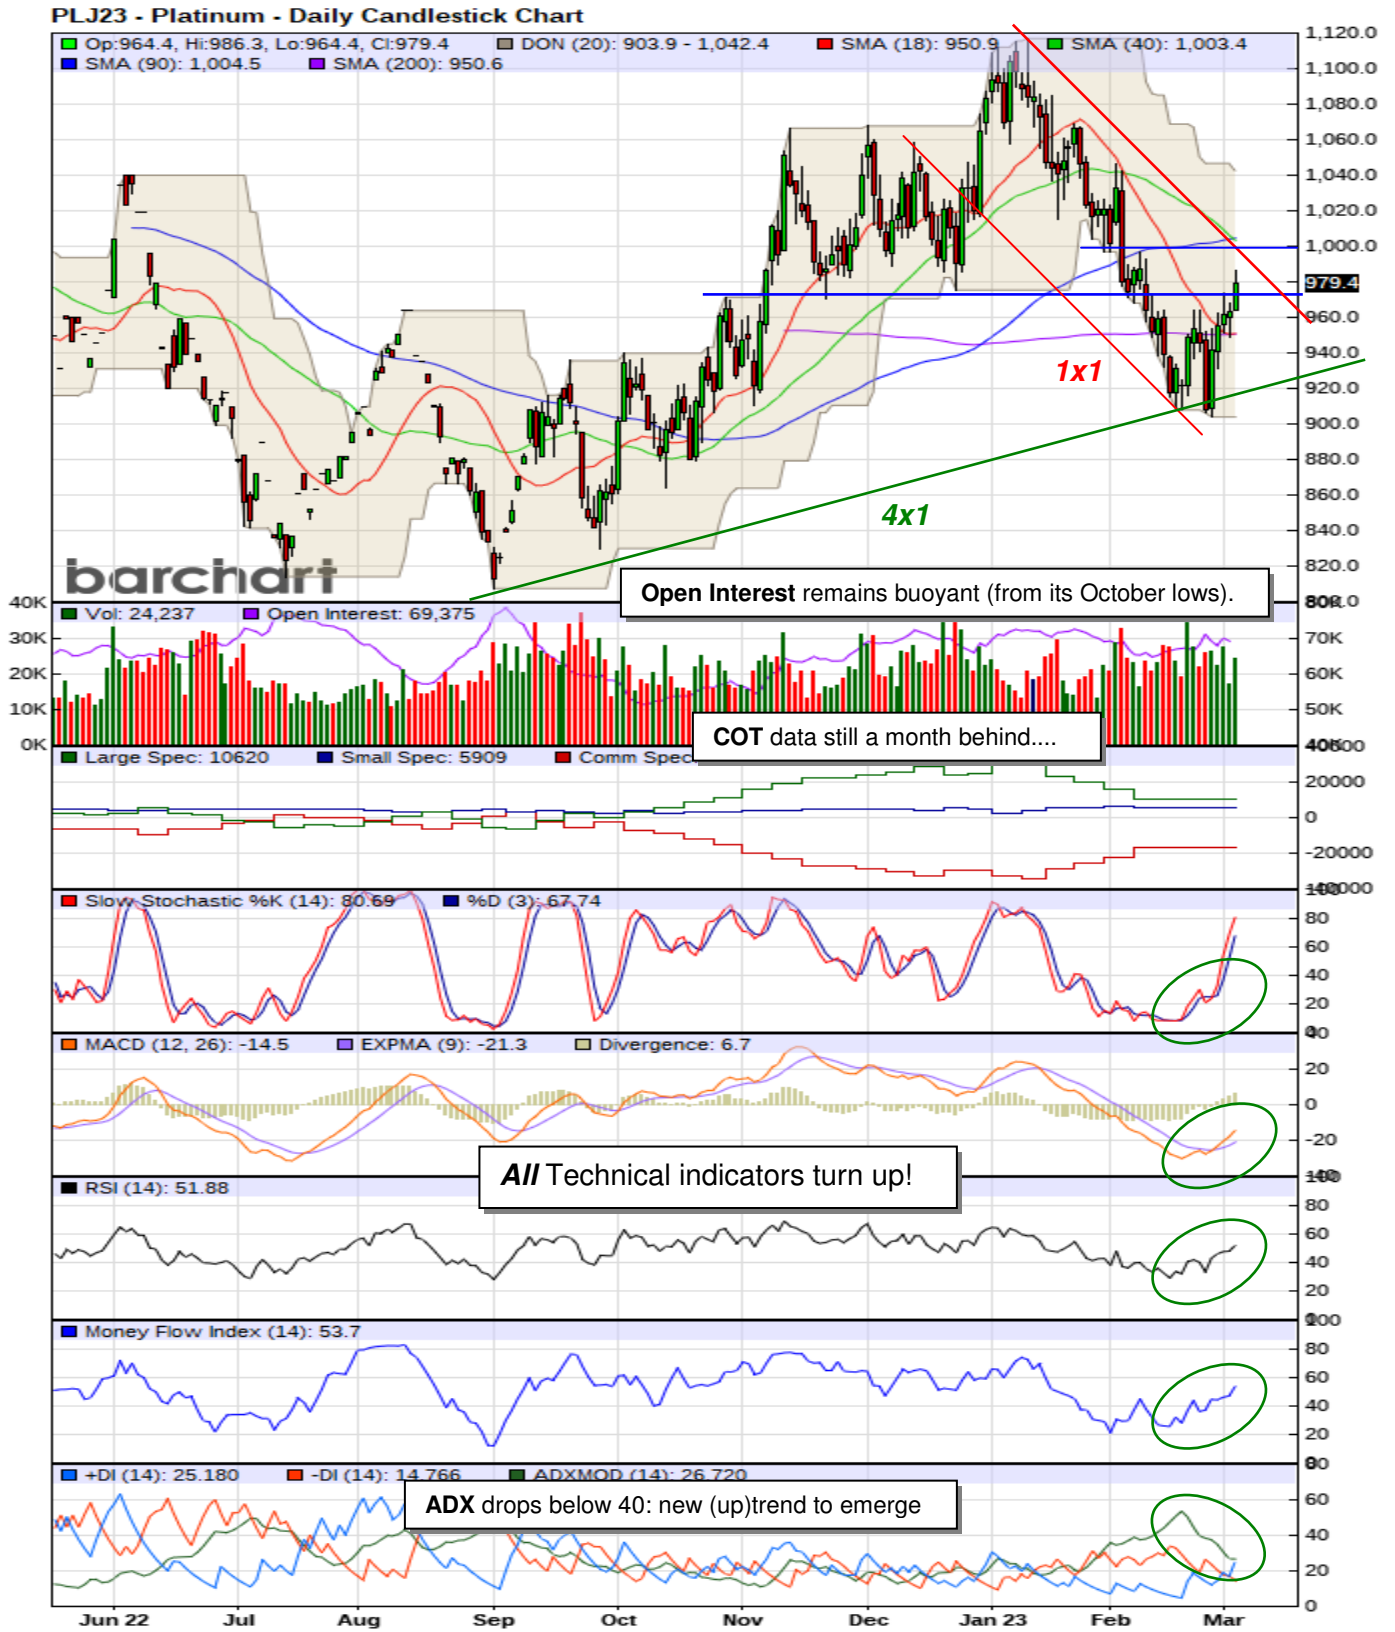 PLJ23 - Platinum - Daily Candlestick Chart
Op:964.4, Hi:986.3, Lo:964.4, Cl:979.4 DON (20): 903.9 - 1,042.4 SMA (18): 950.9 SMA (40): 1,003.4
SMA (90): 1,004.5 SMA (200): 950.6
1,120.0
1,100.0
1,080.0
1,060.0
1,040.0
1,020.0
1,000.0
979.4
960.0
940.0
1x1
920.0
900.0
880.0
860.0
4x1
840.0
820.0
barchart
Open Interest remains buoyant (from its October lows).
40K
Vol: 24,237 Open Interest: 69,375
30K 70K
20K 60K
10K 50K
COT data still a month behind....
0K
Large Spec: 10620 Small Spec: 5909 Comm Spec
20000
0
-20000
Slow Stochastic %K (14): 80.69 %D (3): 67.74
80
60
40
20
MACD (12, 26): -14.5 EXPMA (9): -21.3 Divergence: 6.7
20
0
-20
All Technical indicators turn up!
RSI (14): 51.88
80
60
40
20
Money Flow Index (14): 53.7
80
60
40
20
+DI (14): 25.180 -DI (14): 14.766 ADXMOD (14): 26.720
ADX drops below 40: new (up)trend to emerge
60
40
20
0
Jun 22 Jul Aug Sep Oct Nov Dec Jan 23 Feb Mar